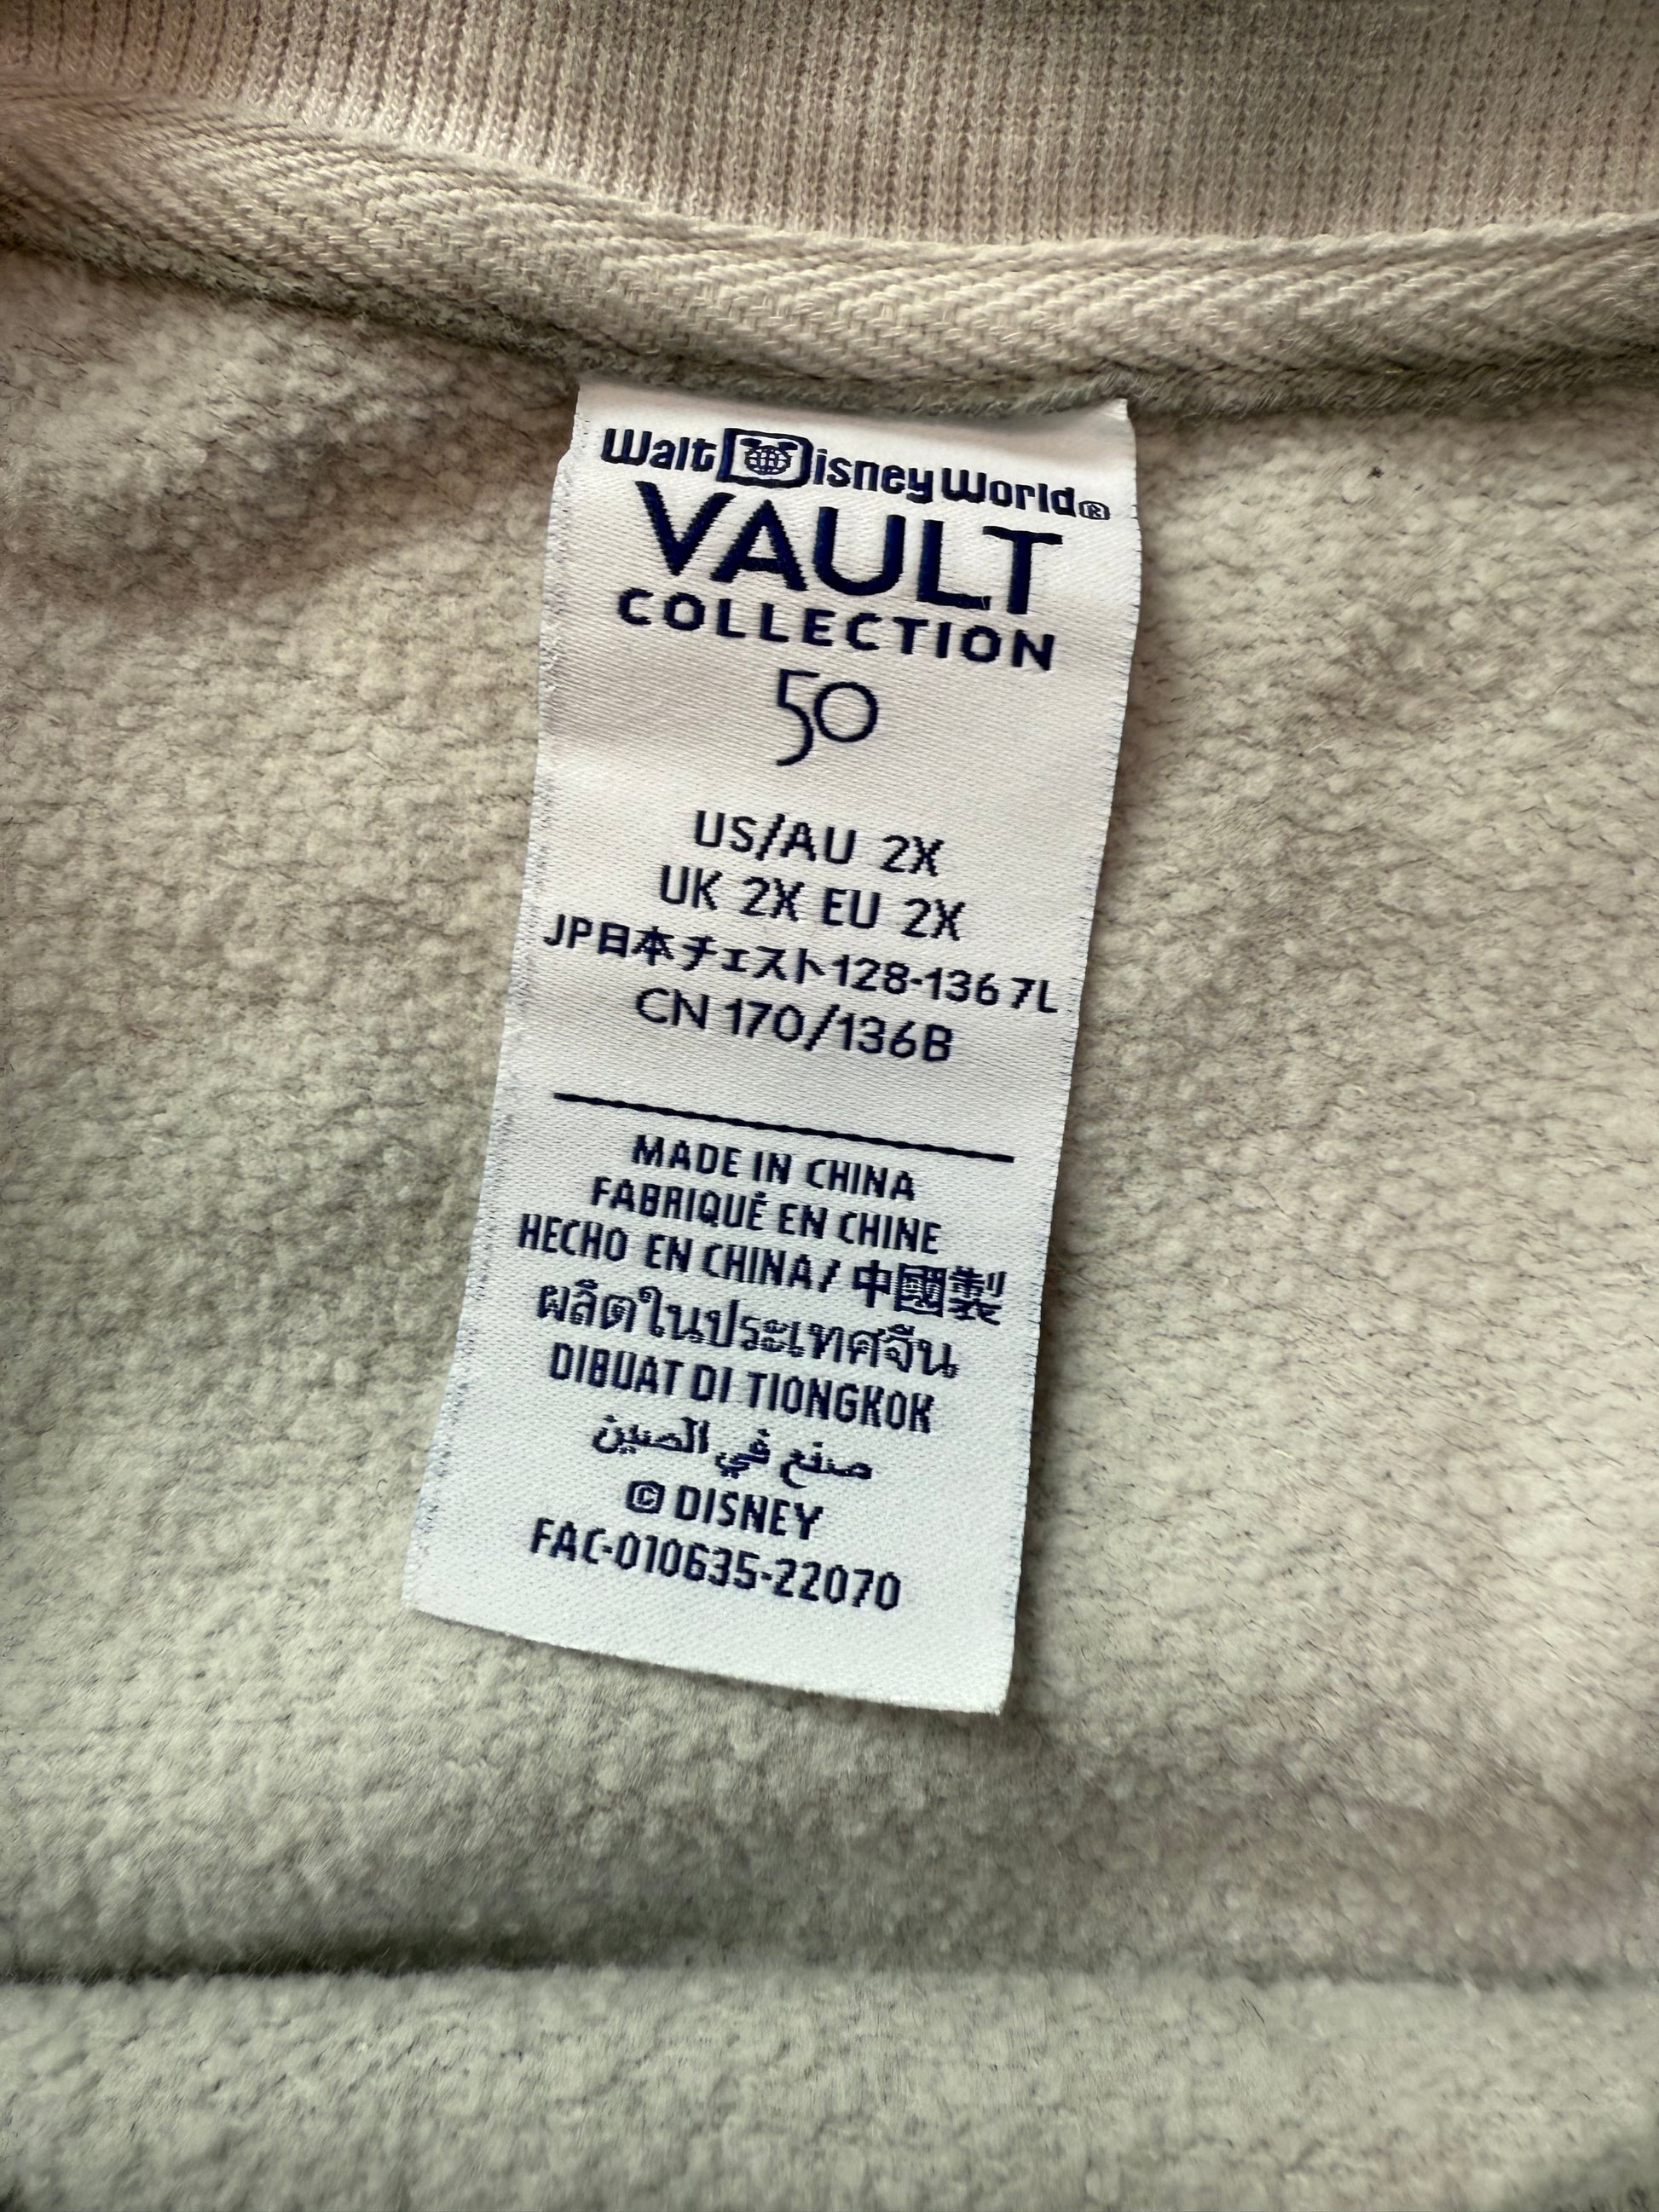 Walt Disney World®
VAULT
COLLECTION
50
US/AU 2X
UK 2X EU 2X
JP日本チェスト128-136 7L
CN 170/136B
MADE IN CHINA
FABRIQUÉ EN CHINE
HECHO EN CHINA/ 中國製
ผลิตในประเทศจีน
DIBUAT DI TIONGKOK
صنع في الصين
© DISNEY
FAC-010635-22070